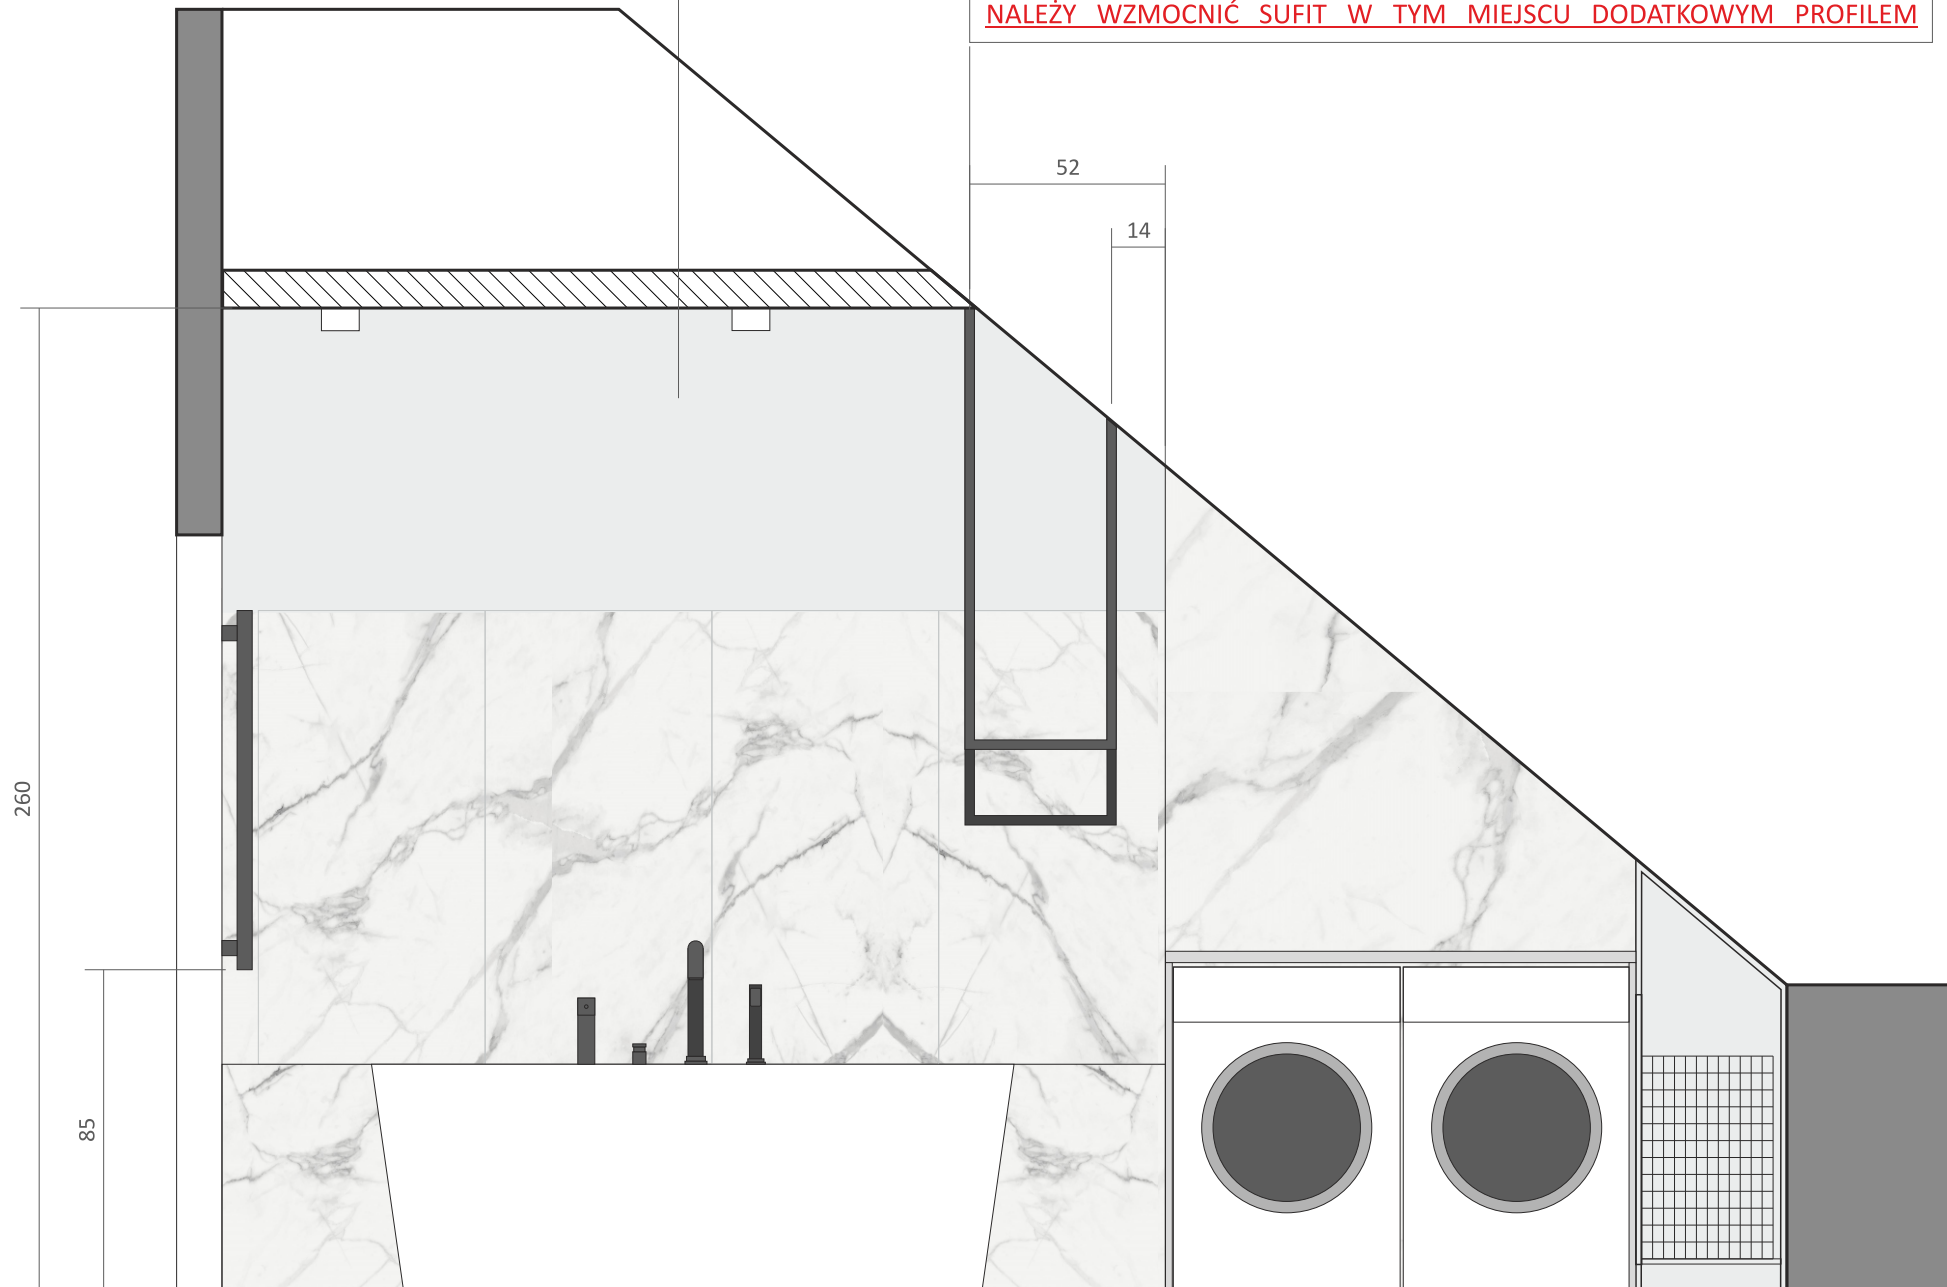 NALEŻY WZMOCNIĆ SUFIT W TYM MIEJSCU DODATKOWYM PROFILEM
52
14
260
85